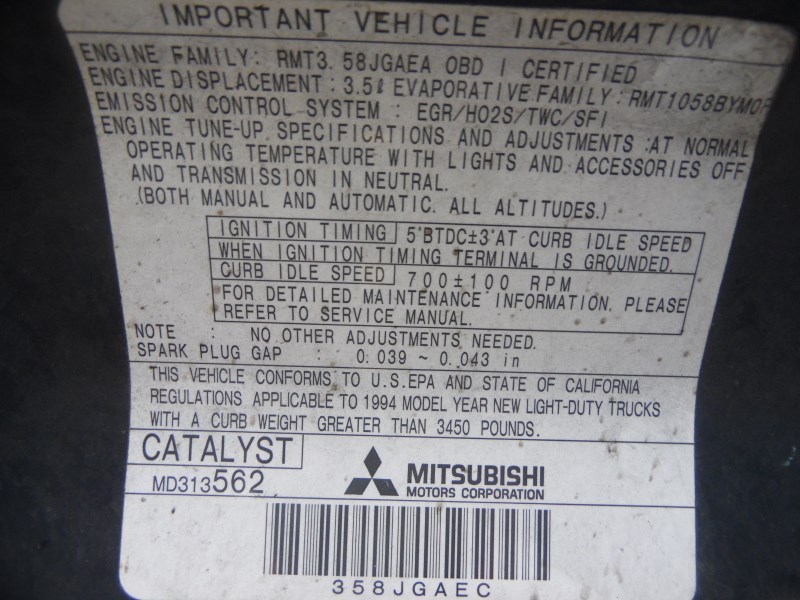 IMPORTANT VEHICLE INFORMATION
ENGINE FAMILY: RMT3.58JGAEA OBD I CERTIFIED
ENGINE DISPLACEMENT: 3.5ℓ EVAPORATIVE FAMILY: RMT1058BYM0F
EMISSION CONTROL SYSTEM : EGR/HO2S/TWC/SFI
ENGINE TUNE-UP SPECIFICATIONS AND ADJUSTMENTS :AT NORMAL
OPERATING TEMPERATURE WITH LIGHTS AND ACCESSORIES OFF
AND TRANSMISSION IN NEUTRAL.
(BOTH MANUAL AND AUTOMATIC. ALL ALTITUDES.)
IGNITION TIMING 5°BTDC±3°AT CURB IDLE SPEED
WHEN IGNITION TIMING TERMINAL IS GROUNDED.
CURB IDLE SPEED 700±100 RPM
FOR DETAILED MAINTENANCE INFORMATION, PLEASE
REFER TO SERVICE MANUAL.
NOTE : NO OTHER ADJUSTMENTS NEEDED.
SPARK PLUG GAP : 0.039 ~ 0.043 in
THIS VEHICLE CONFORMS TO U.S.EPA AND STATE OF CALIFORNIA
REGULATIONS APPLICABLE TO 1994 MODEL YEAR NEW LIGHT-DUTY TRUCKS
WITH A CURB WEIGHT GREATER THAN 3450 POUNDS.
CATALYST
MD313562
MITSUBISHI
MOTORS CORPORATION
358JGAEC